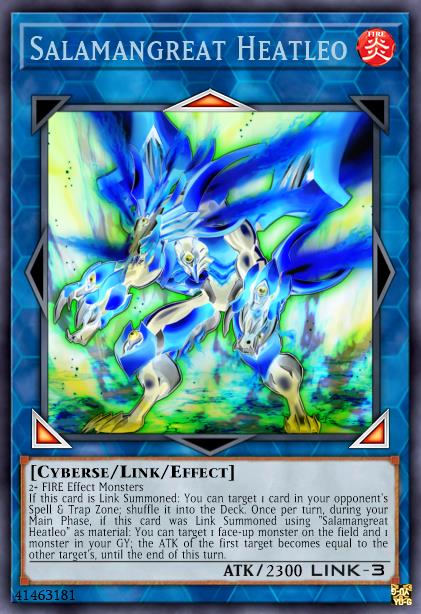 Salamangreat Heatleo
FIRE
炎
[Cyberse/Link/Effect]
2+ FIRE Effect Monsters
If this card is Link Summoned: You can target 1 card in your opponent's
Spell & Trap Zone; shuffle it into the Deck. Once per turn, during your
Main Phase, if this card was Link Summoned using "Salamangreat
Heatleo" as material: You can target 1 face-up monster on the field and 1
monster in your GY; the ATK of the first target becomes equal to the
other target's, until the end of this turn.
ATK/2300 LINK-3
41463181